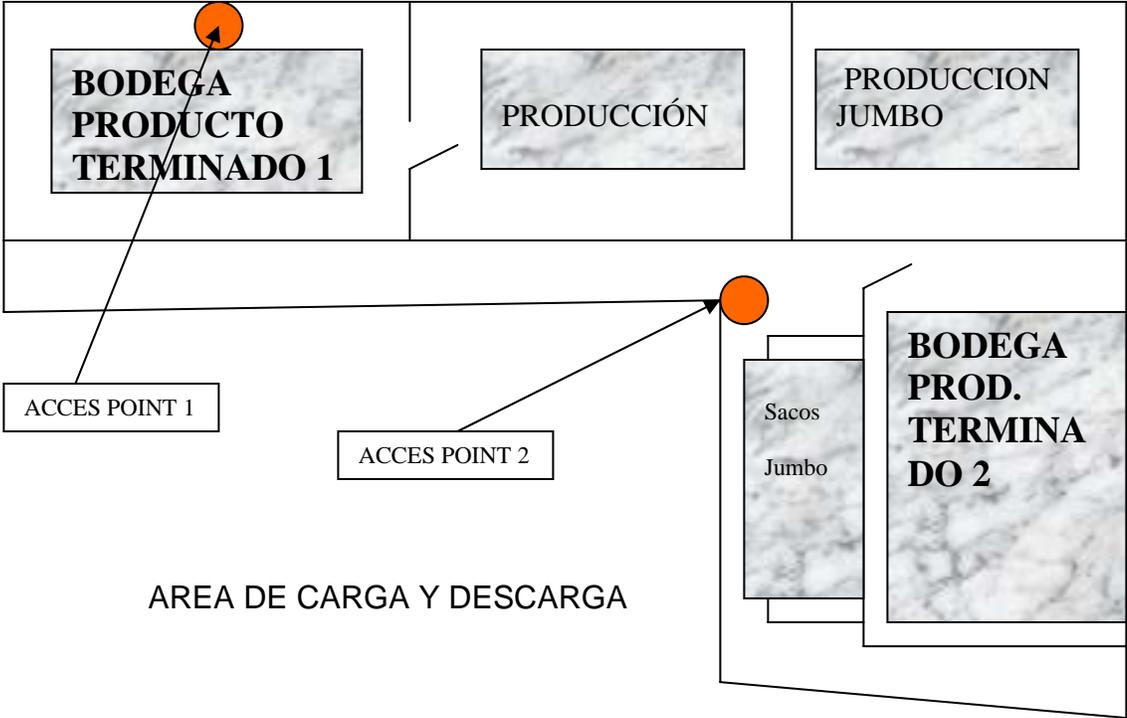 BODEGA
PRODUCTO
TERMINADO 1
PRODUCCIÓN
PRODUCCION
JUMBO
ACCES POINT 1
ACCES POINT 2
Sacos
Jumbo
BODEGA
PROD.
TERMINA
DO 2
AREA DE CARGA Y DESCARGA